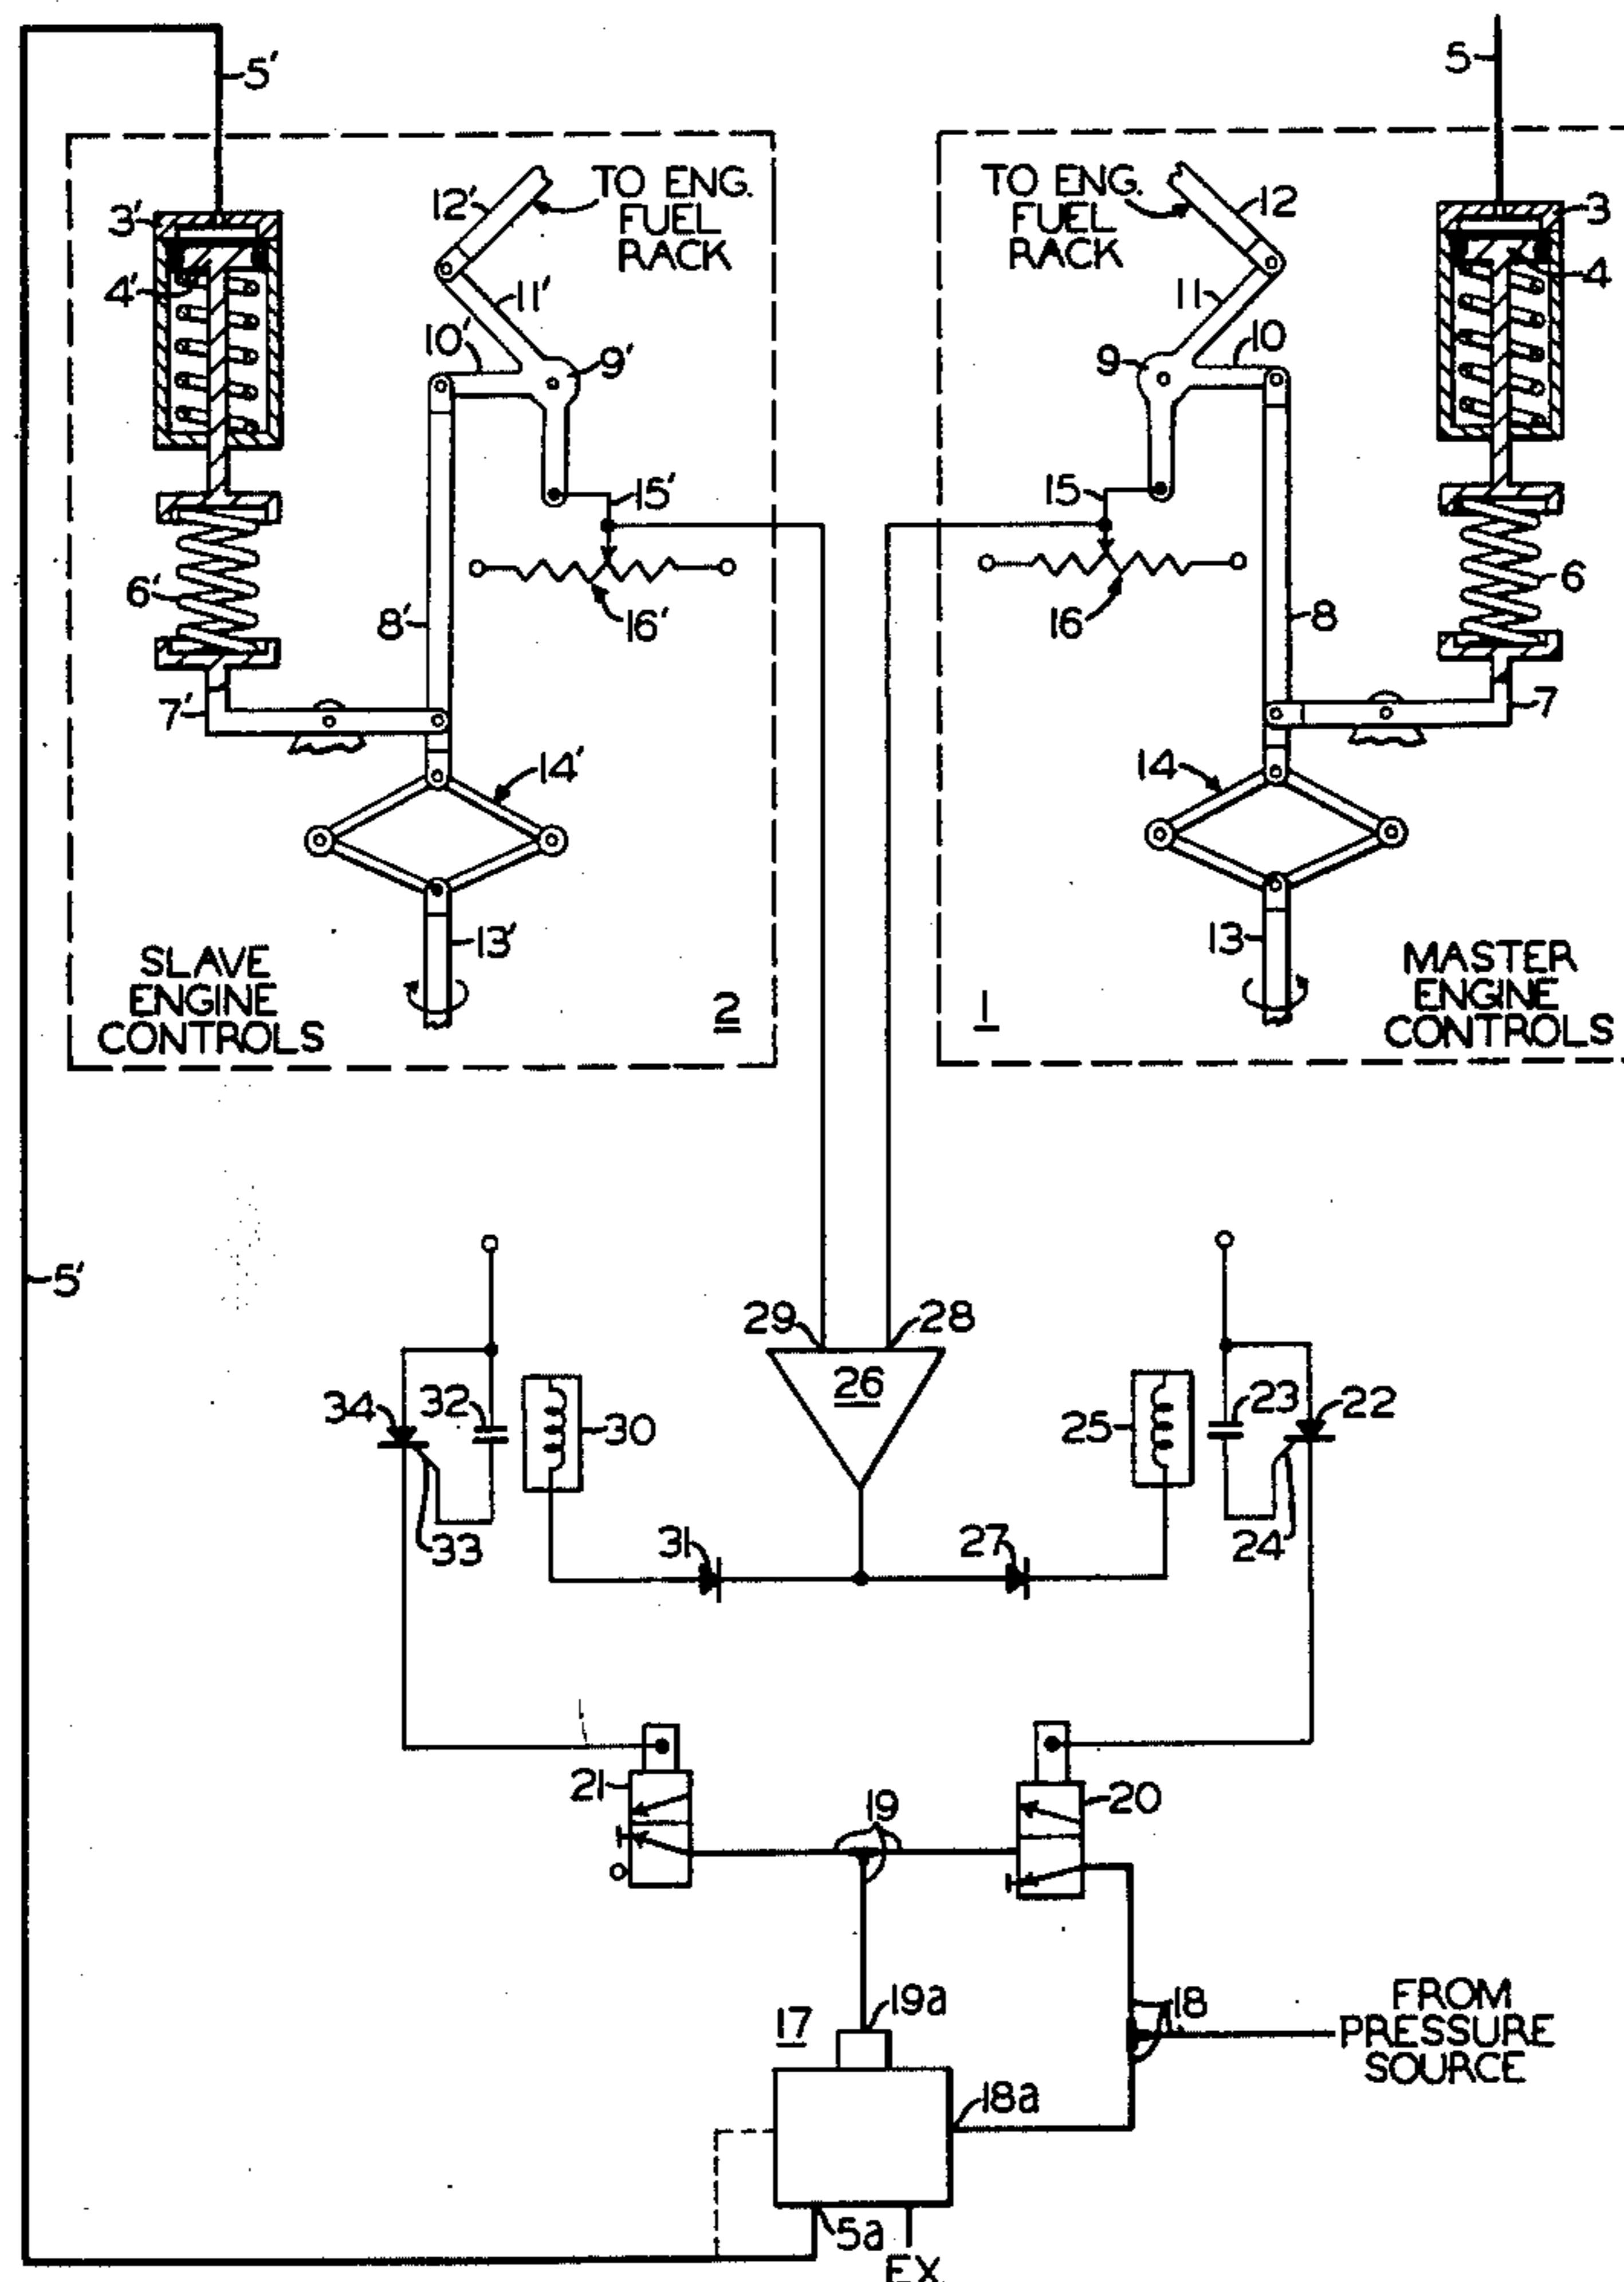 5'
5
3'
4'
12'
TO ENG.
FUEL
RACK
11'
10'
9'
TO ENG.
FUEL
RACK
12
3
4
11
10
9
15'
16'
15
16
6'
8'
8
6
7'
7
14'
14
13'
13
SLAVE
ENGINE
CONTROLS
2
1
MASTER
ENGINE
CONTROLS
5'
29
28
26
34
32
30
25
23
22
33
31
27
24
21
19
20
17
19a
18
FROM
PRESSURE
SOURCE
18a
5a
EX